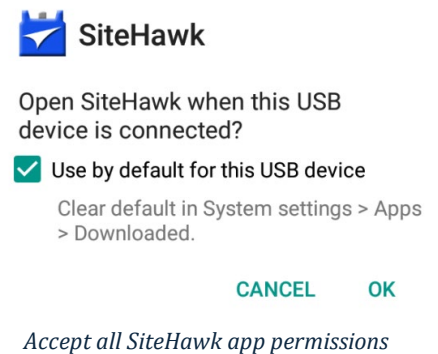 SiteHawk
Open SiteHawk when this USB
device is connected?
Use by default for this USB device
Clear default in System settings > Apps
> Downloaded.
CANCEL OK
Accept all SiteHawk app permissions